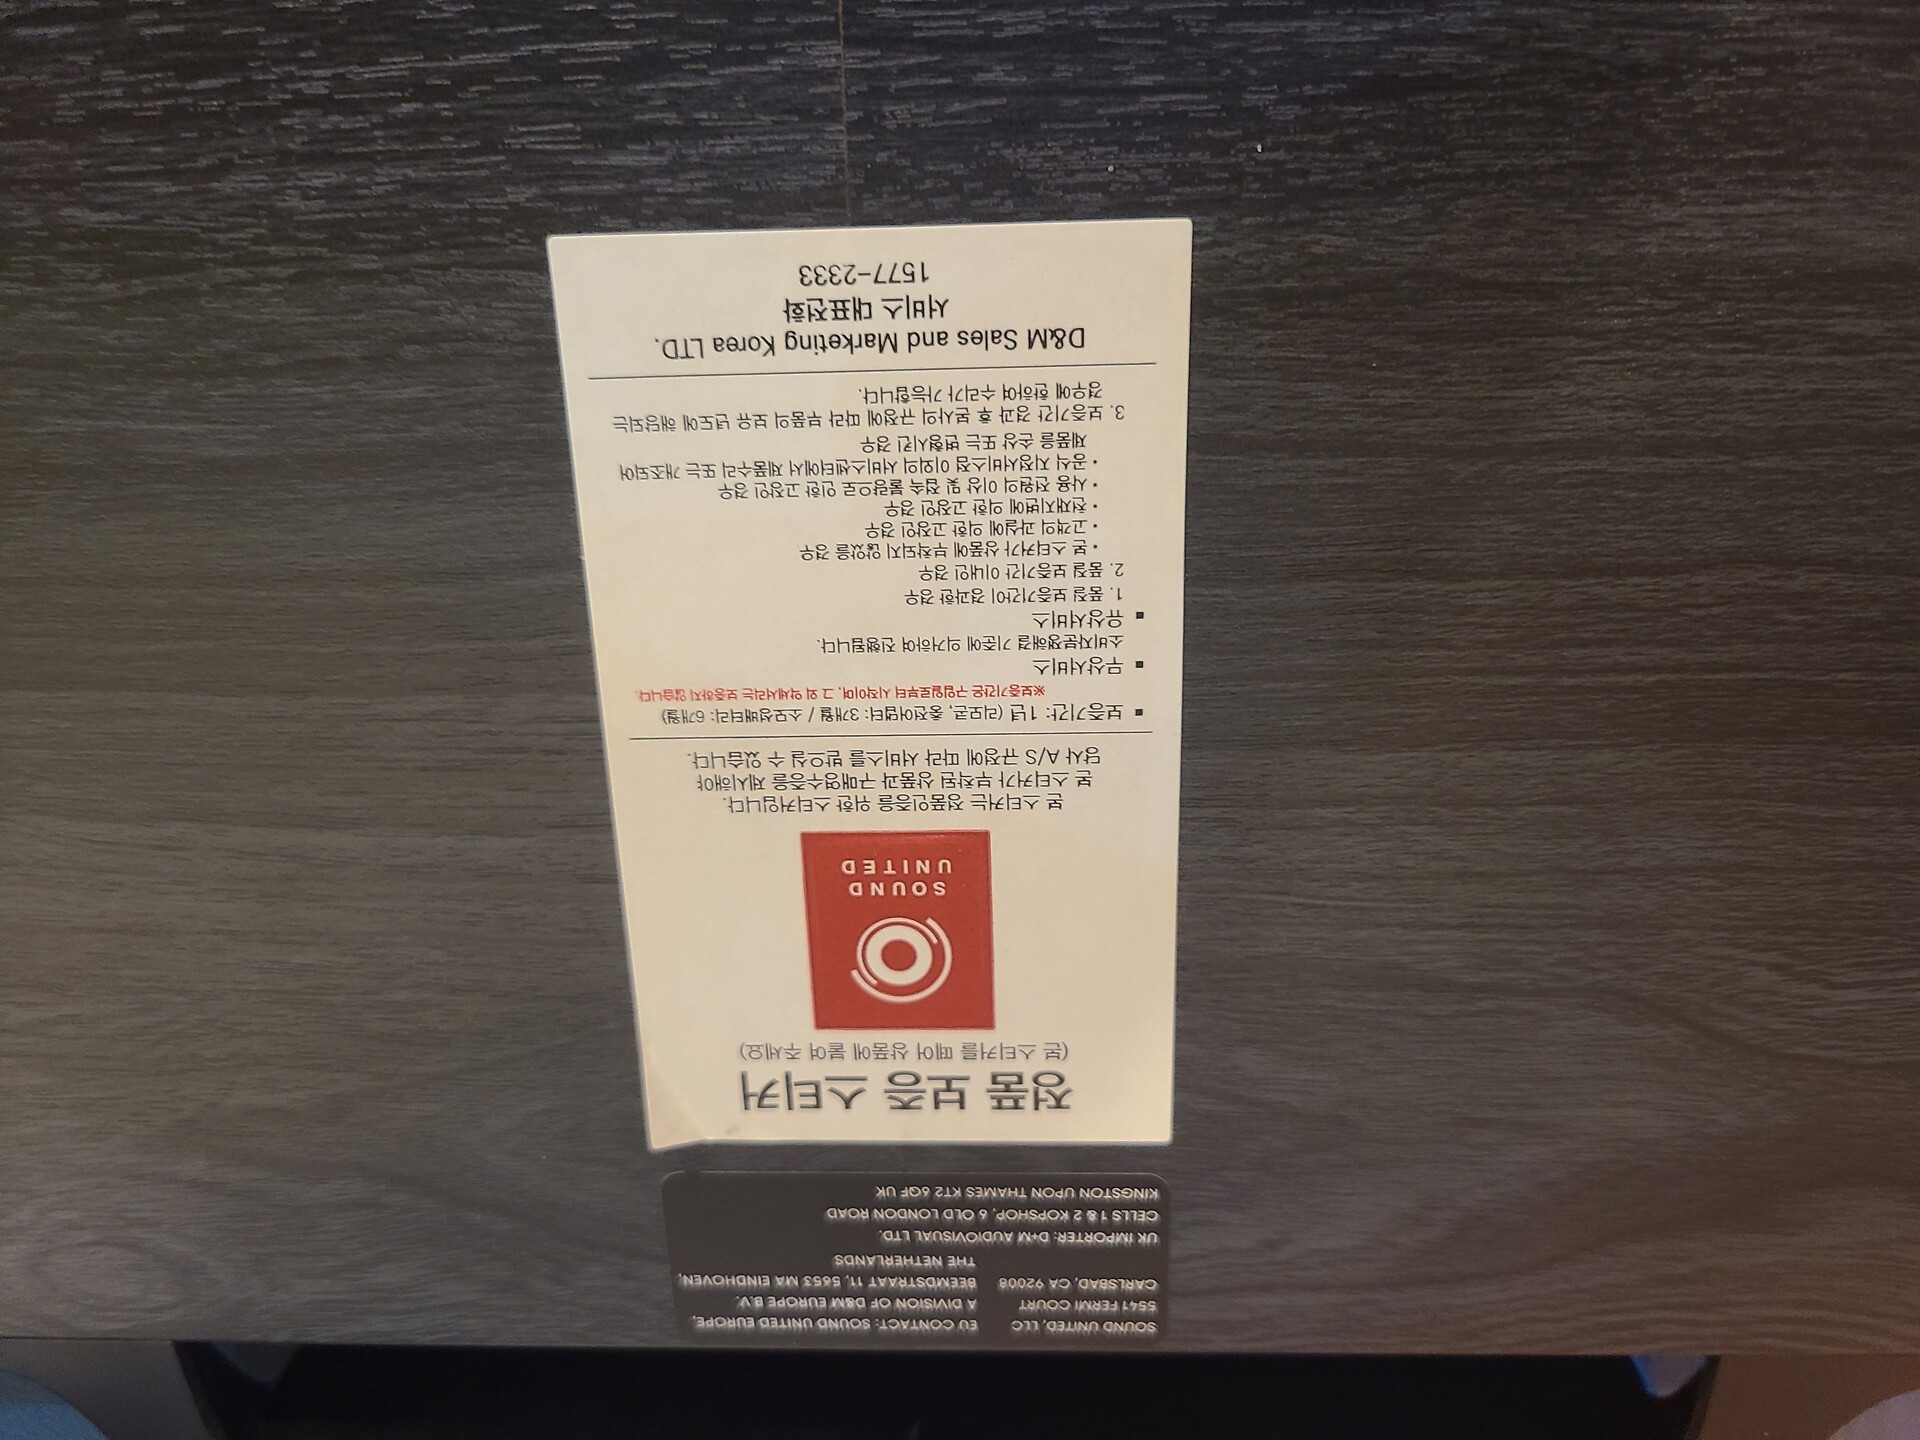 정품 보증 스티커
(본 스티커를 떼어 상품에 붙여 주세요)
SOUND
UNITED
본 스티커는 정품인증을 위한 스티커입니다.
본 스티커가 부착된 상품과 구매영수증을 제시해야
당사 A/S 규정에 따라 서비스를 받으실 수 있습니다.
▪ 보증기간: 1년 (리모콘, 충전어댑터: 3개월 / 소모성배터리: 6개월)
※보증기간은 구입일로부터 시작이며, 그 외 악세서리는 보증하지 않습니다.
▪ 무상서비스
소비자분쟁해결 기준에 의거하여 진행됩니다.
▪ 유상서비스
1. 품질 보증기간이 경과한 경우
2. 품질 보증기간 이내인 경우
• 본 스티커가 상품에 부착되지 않았을 경우
• 고객의 과실에 의한 고장인 경우
• 천재지변에 의한 고장인 경우
• 사용 전원의 이상 및 접속 불량으로 인한 고장인 경우
• 공식 지정서비스점 이외의 서비스센터에서 제품수리 또는 개조되어
제품을 손상 또는 변형시킨 경우
3. 보증기간 경과 후 본사의 규정에 따라 부품의 보유 년도에 해당되는
경우에 한하여 수리가 가능합니다.
D&M Sales and Marketing Korea LTD.
서비스 대표전화
1577-2333
SOUND UNITED, LLC
5541 FERMI COURT
CARLSBAD, CA 92008
EU CONTACT: SOUND UNITED EUROPE,
A DIVISION OF D&M EUROPE B.V.
BEEMDSTRAAT 11, 5653 MA EINDHOVEN,
THE NETHERLANDS
UK IMPORTER: D+M AUDIOVISUAL LTD.
CELLS 1 & 2 KOPSHOP, 6 OLD LONDON ROAD
KINGSTON UPON THAMES KT2 6QF UK